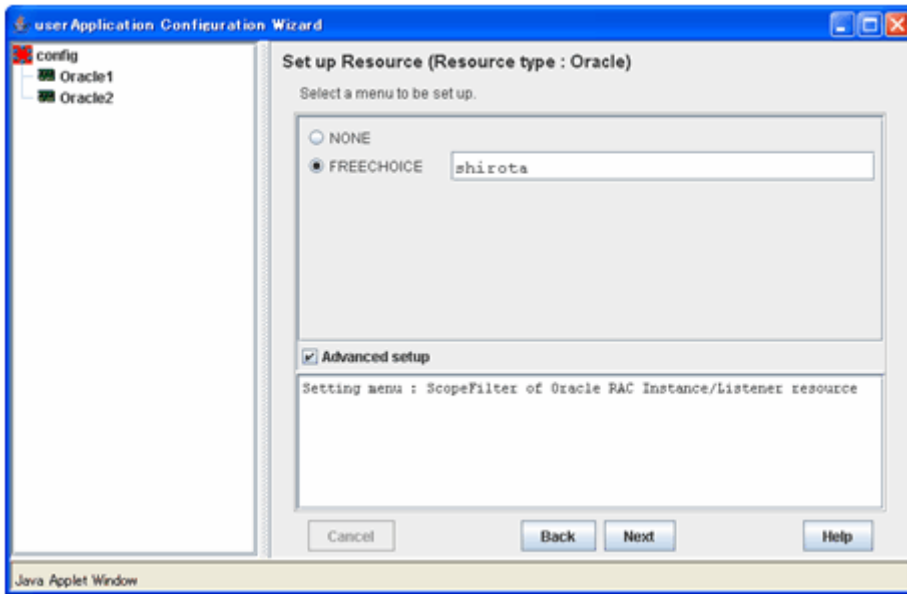 userApplication Configuration Wizard
config
Oracle1
Oracle2
Set up Resource (Resource type : Oracle)
Select a menu to be set up.
NONE
FREECHOICE shirota
Advanced setup
Setting menu : ScopeFilter of Oracle RAC Instance/Listener resource
Cancel Back Next Help
Java Applet Window